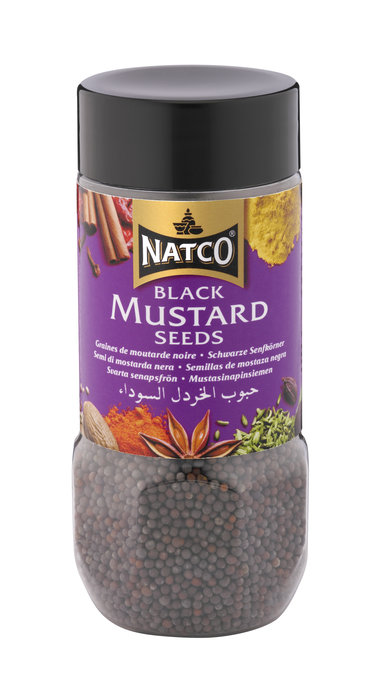 NATCO®
BLACK
MUSTARD
SEEDS
Graines de moutarde noire • Schwarze Senfkörner
Semi di mostarda nera • Semillas de mostaza negra
Svarta senapsfrön • Mustasinapinsiemen
حبوب الخردل السوداء